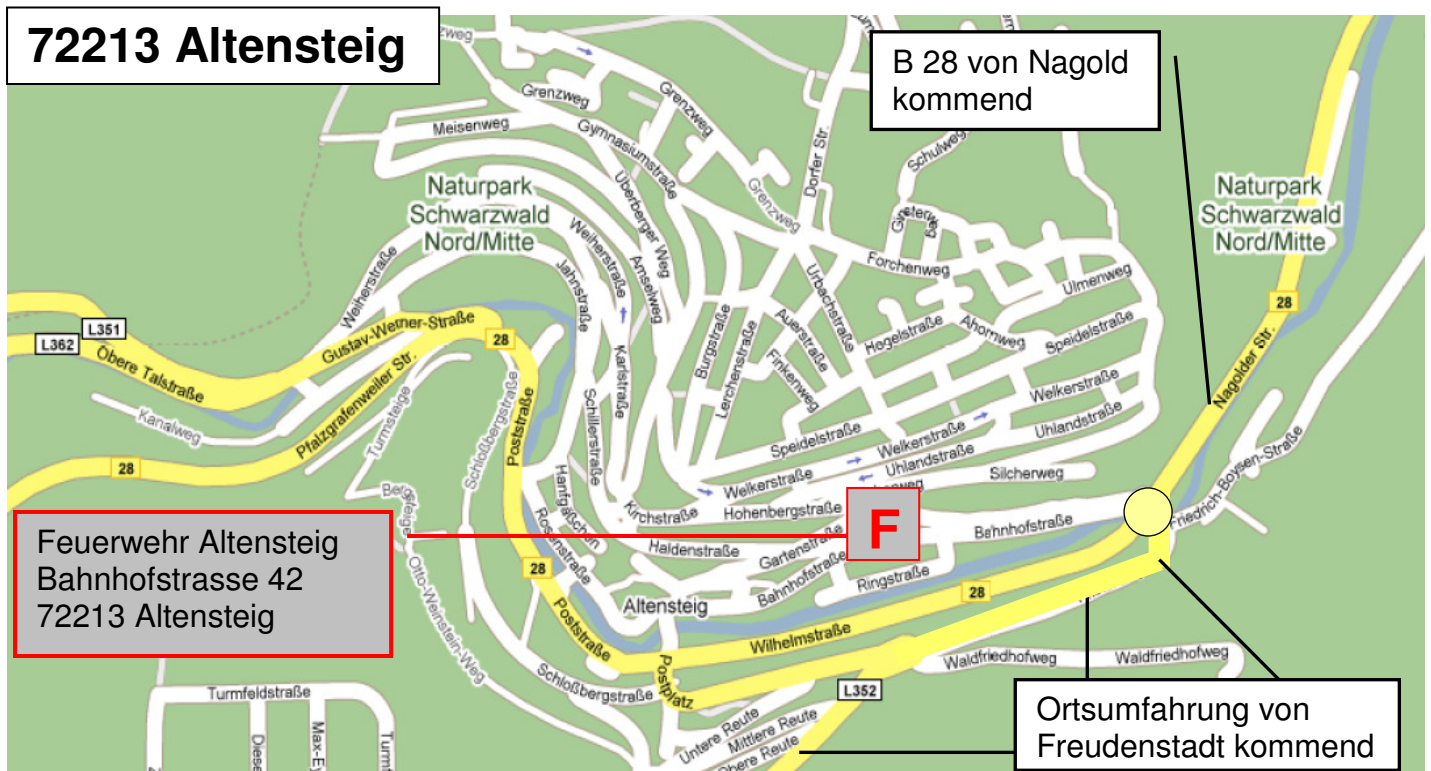 72213 Altensteig
B 28 von Nagold
kommend
Grenzweg
Grenzweg
Meisenweg
Gymnasiumstraße
Dorfer Str.
Schulweg
Naturpark
Schwarzwald
Nord/Mitte
Überberger Weg
Grenzweg
Ginsterweg
Naturpark
Schwarzwald
Nord/Mitte
Weiherstraße
Weiherstraße
Jahnstraße
Amselweg
Forchenweg
Ulmenweg
Urbachstraße
L351
L362
Obere Talstraße
Gustav-Werner-Straße
28
28
Burgstraße
Lerchenstraße
Auerstraße
Finkenweg
Hogelstraße
Ahornweg
Speidelstraße
Nagolder Str.
Kanalweg
Pfalzgrafenweiler Str.
Turmsteige
Schloßbergstraße
Poststraße
Schillerstraße
Karlstraße
Speidelstraße
Welkerstraße
Welkerstraße
Uhlandstraße
Uhlandstraße
Silcherweg
Friedrich-Boysen-Straße
28
Welkerstraße
Kirchstraße
Hohenbergstraße
F
Bahnhofstraße
Hanfgäßchen
Rosenstraße
Haldenstraße
Gartenstraße
Bahnhofstraße
Ringstraße
Feuerwehr Altensteig
Bahnhofstrasse 42
72213 Altensteig
Otto-Weinstein-Weg
28
Poststraße
Altensteig
28
Wilhelmstraße
Waldfriedhofweg
Waldfriedhofweg
Schloßbergstraße
Postplatz
L352
Turmfeldstraße
Untere Reute
Mittlere Reute
Obere Reute
Ortsumfahrung von
Freudenstadt kommend